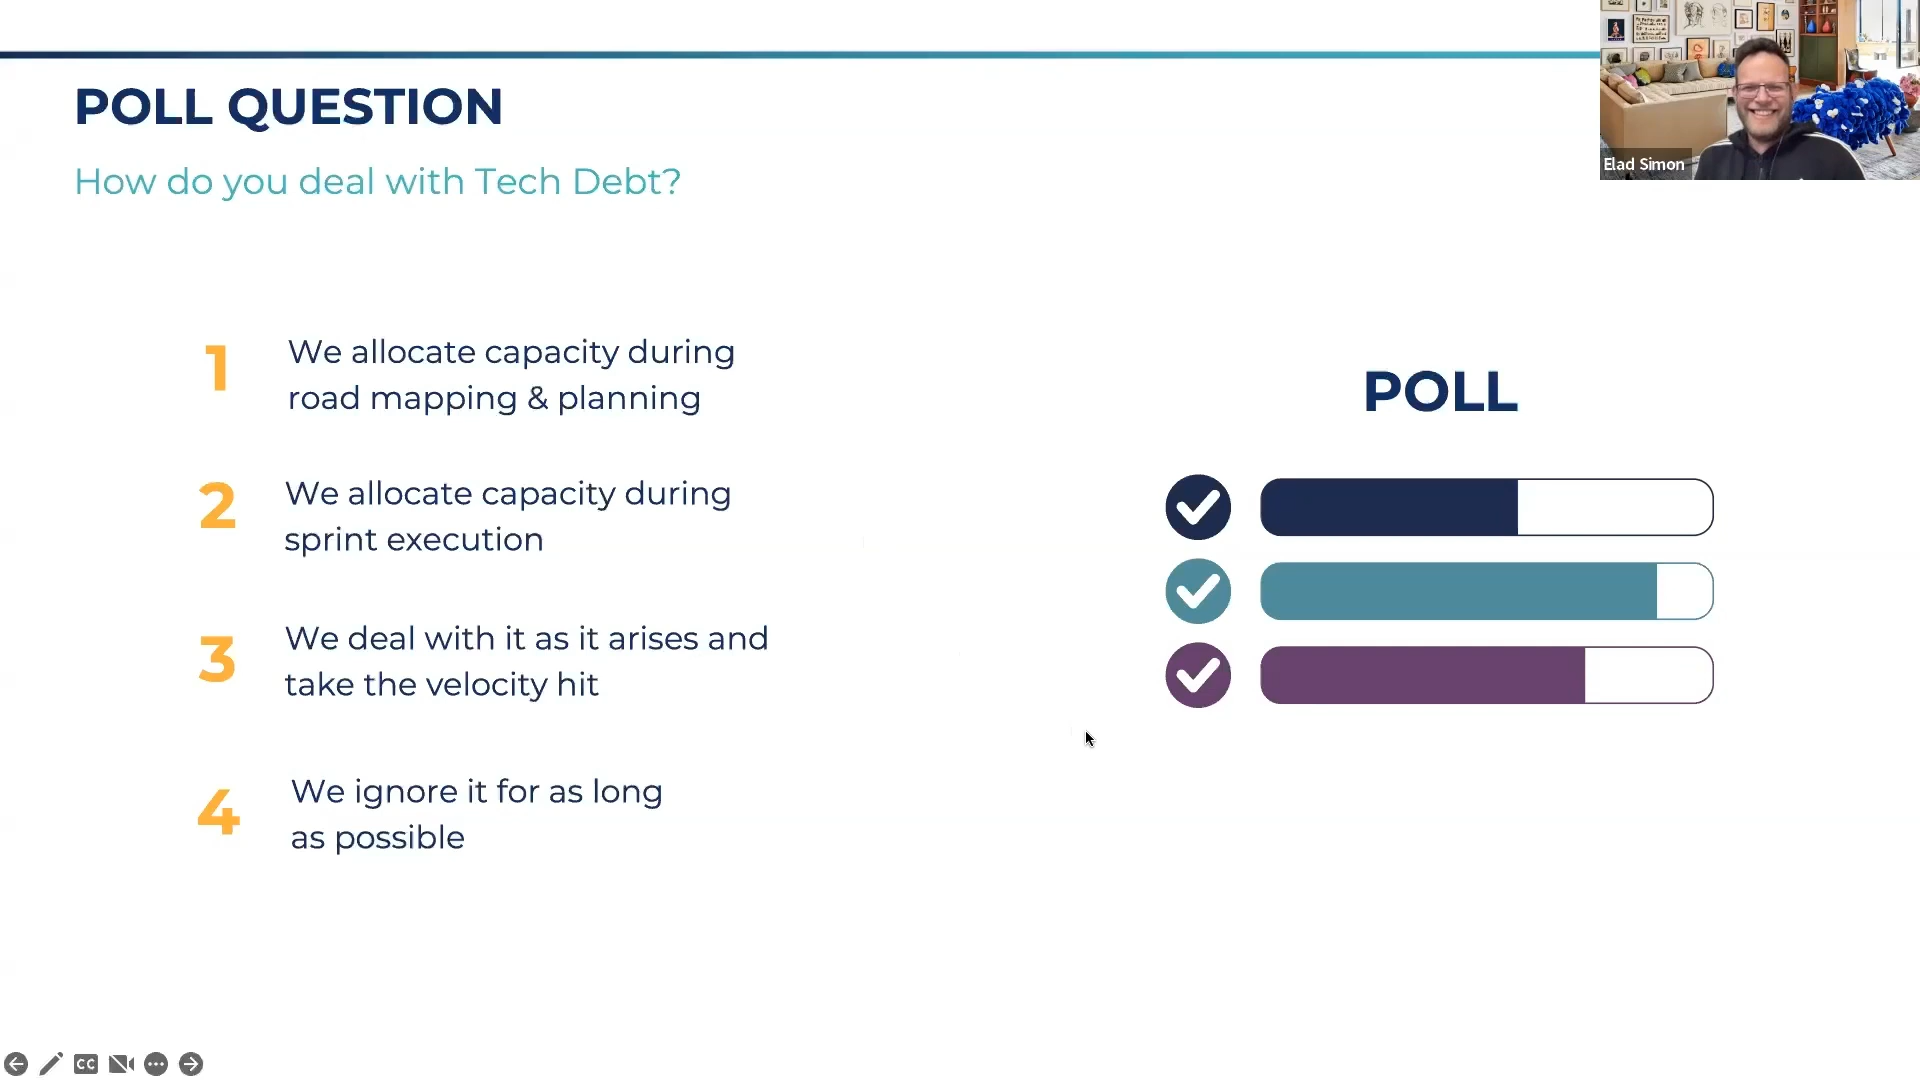 POLL QUESTION
How do you deal with Tech Debt?
Elad Simon
1
We allocate capacity during
road mapping & planning
2
We allocate capacity during
sprint execution
3
We deal with it as it arises and
take the velocity hit
4
We ignore it for as long
as possible
POLL
CC